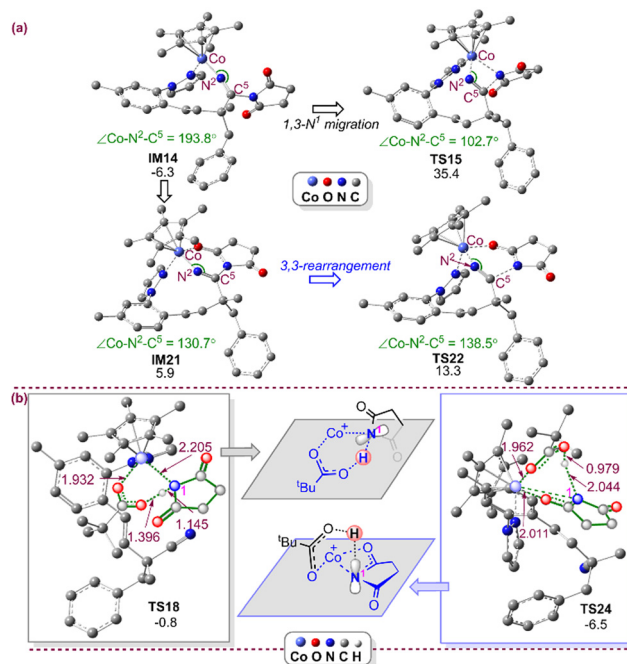 (a)
Co
N²
C⁵
∠Co-N²-C⁵ = 193.8°
IM14
-6.3
1,3-N¹ migration
Co
N²
C⁵
∠Co-N²-C⁵ = 102.7°
TS15
35.4
Co O N C
Co
N²
C⁵
∠Co-N²-C⁵ = 130.7°
IM21
5.9
3,3-rearrangement
Co
N²
C⁵
∠Co-N²-C⁵ = 138.5°
TS22
13.3
(b)
1.932
2.205
N 1
1.396
1.145
TS18
-0.8
O
Co⁺ N¹ O
O H
ᵗBu O
O H
ᵗBu Co⁺ O
O N¹ O
1.962
0.979
2.044
1
2.011
TS24
-6.5
Co O N C H